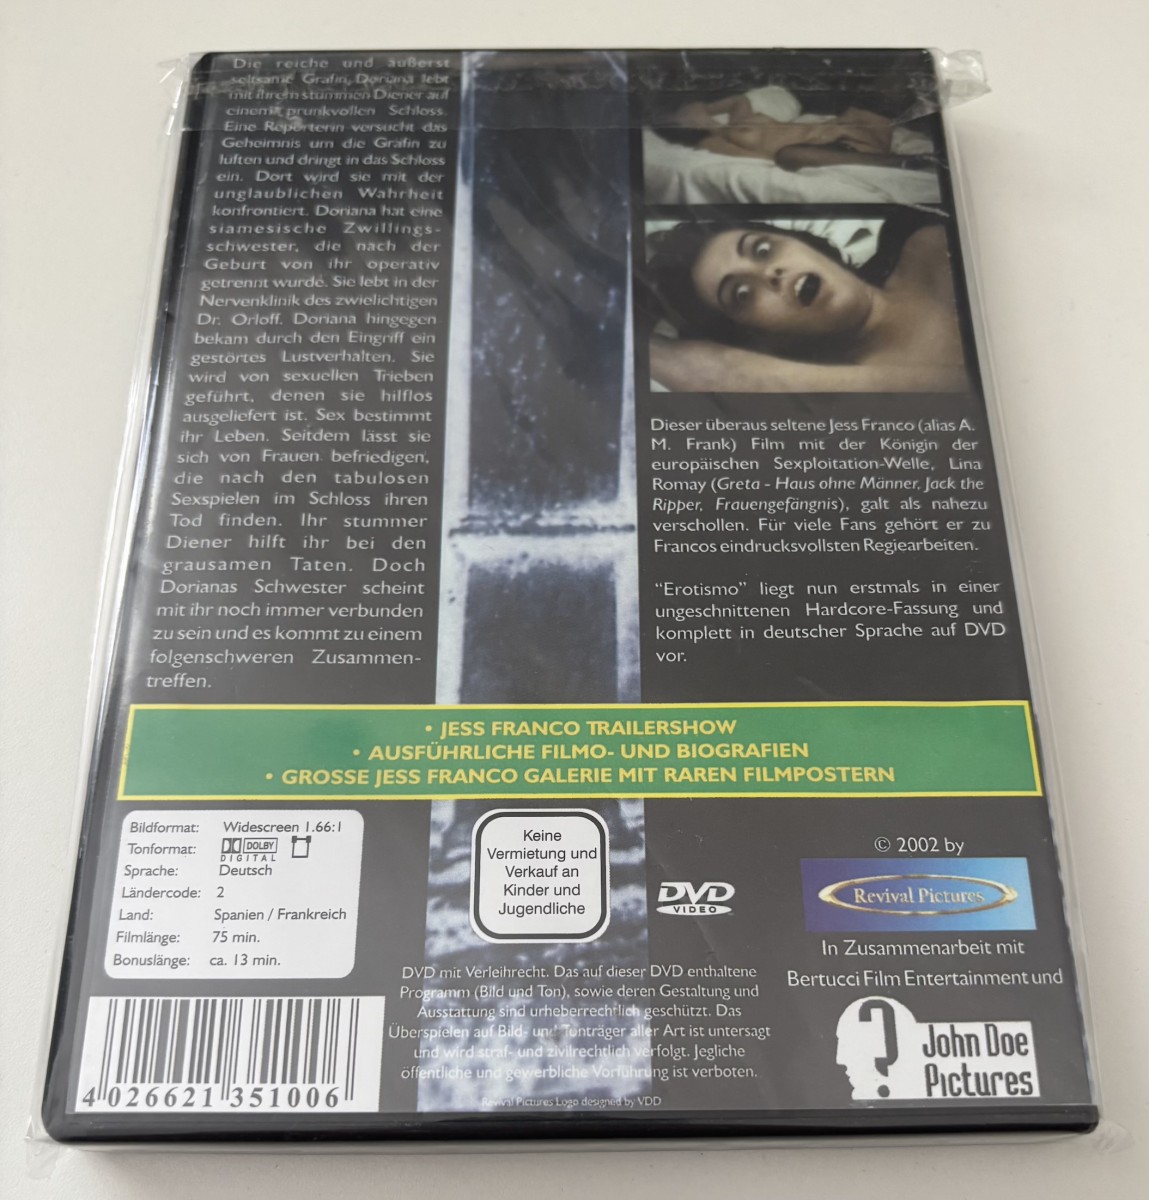 Die reiche und äußerst
seltsame Gräfin Doriana lebt
mit ihrem stummen Diener auf
einem prunkvollen Schloss.
Eine Reporterin versucht das
Geheimnis um die Gräfin zu
lüften und dringt in das Schloss
ein. Dort wird sie mit der
unglaublichen Wahrheit
konfrontiert. Doriana hat eine
siamesische Zwillings-
schwester, die nach der
Geburt von ihr operativ
getrennt wurde. Sie lebt in der
Nervenklinik des zwielichtigen
Dr. Orloff. Doriana hingegen
bekam durch den Eingriff ein
gestörtes Lustverhalten. Sie
wird von sexuellen Trieben
geführt, denen sie hilflos
ausgeliefert ist. Sex bestimmt
ihr Leben. Seitdem lässt sie
sich von Frauen befriedigen,
die nach den tabulosen
Sexspielen im Schloss ihren
Tod finden. Ihr stummer
Diener hilft ihr bei den
grausamen Taten. Doch
Dorianas Schwester scheint
mit ihr noch immer verbunden
zu sein und es kommt zu einem
folgenschweren Zusammen-
treffen.
Dieser überaus seltene Jess Franco (alias A.
M. Frank) Film mit der Königin der
europäischen Sexploitation-Welle, Lina
Romay (Greta - Haus ohne Männer, Jack the
Ripper, Frauengefängnis), galt als nahezu
verschollen. Für viele Fans gehört er zu
Francos eindrucksvollsten Regiearbeiten.
"Erotismo" liegt nun erstmals in einer
ungeschnittenen Hardcore-Fassung und
komplett in deutscher Sprache auf DVD
vor.
• JESS FRANCO TRAILERSHOW
• AUSFÜHRLICHE FILMO- UND BIOGRAFIEN
• GROSSE JESS FRANCO GALERIE MIT RAREN FILMPOSTERN
Bildformat: Widescreen 1.66:1
Tonformat: DOLBY DIGITAL
Sprache: Deutsch
Ländercode: 2
Land: Spanien / Frankreich
Filmlänge: 75 min.
Bonuslänge: ca. 13 min.
Keine
Vermietung und
Verkauf an
Kinder und
Jugendliche
DVD
VIDEO
© 2002 by
Revival Pictures
In Zusammenarbeit mit
Bertucci Film Entertainment und
John Doe
Pictures
DVD mit Verleihrecht. Das auf dieser DVD enthaltene
Programm (Bild und Ton), sowie deren Gestaltung und
Ausstattung sind urheberrechrlich geschützt. Das
Überspielen auf Bild- und Tonträger aller Art ist untersagt
und wird straf- und zivilrechtlich verfolgt. Jegliche
öffentliche und gewerbliche Vorführung ist verboten.
Revival Pictures Logo designed by VDD
4 026621 351006